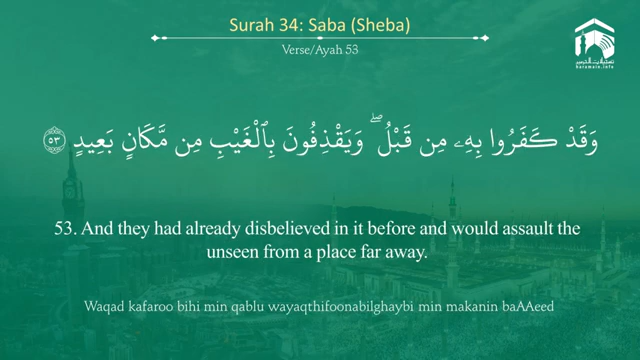 Surah 34: Saba (Sheba)
Verse/Ayah 53
haramain.info
وَقَدْ كَفَرُوا بِهِۦ مِن قَبْلُ ۖ وَيَقْذِفُونَ بِٱلْغَيْبِ مِن مَّكَانٍ بَعِيدٍ ٥٣
53. And they had already disbelieved in it before and would assault the
unseen from a place far away.
Waqad kafaroo bihi min qablu wayaqthifoonabilghaybi min makanin baAAeed